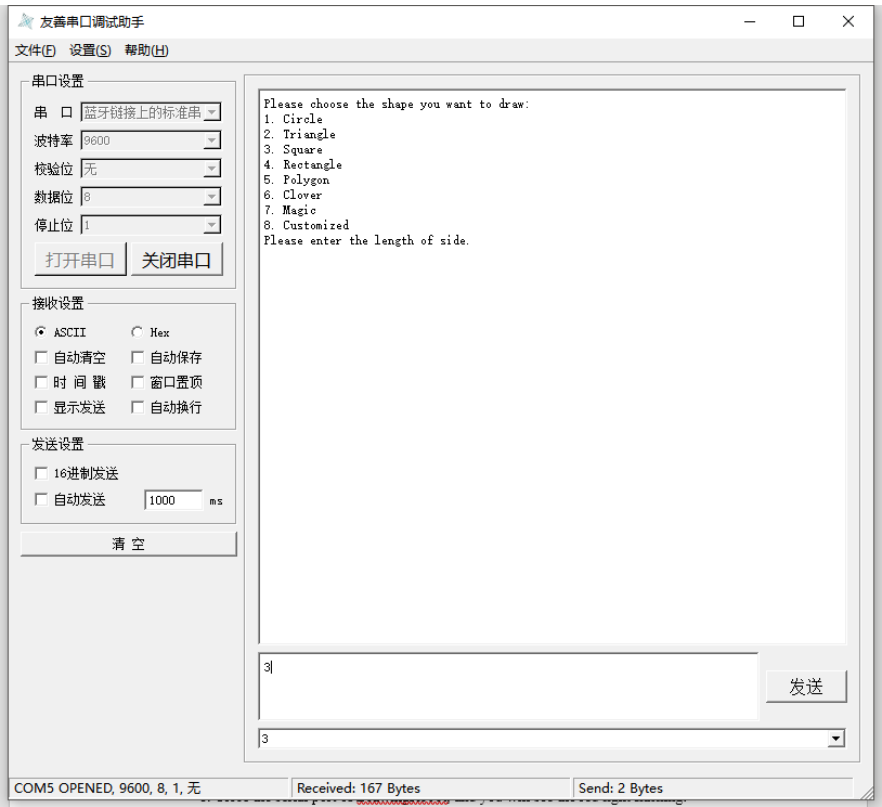 友善串口调试助手
文件(F) 设置(S) 帮助(H)
串口设置
串 口 蓝牙链接上的标准串
波特率 9600
校验位 无
数据位 8
停止位 1
打开串口 关闭串口
接收设置
ASCII Hex
自动清空 自动保存
时 间 戳 窗口置顶
显示发送 自动换行
发送设置
16进制发送
自动发送 1000 ms
清 空
Please choose the shape you want to draw:
1. Circle
2. Triangle
3. Square
4. Rectangle
5. Polygon
6. Clover
7. Magic
8. Customized
Please enter the length of side.
3
发送
3
COM5 OPENED, 9600, 8, 1, 无 Received: 167 Bytes Send: 2 Bytes